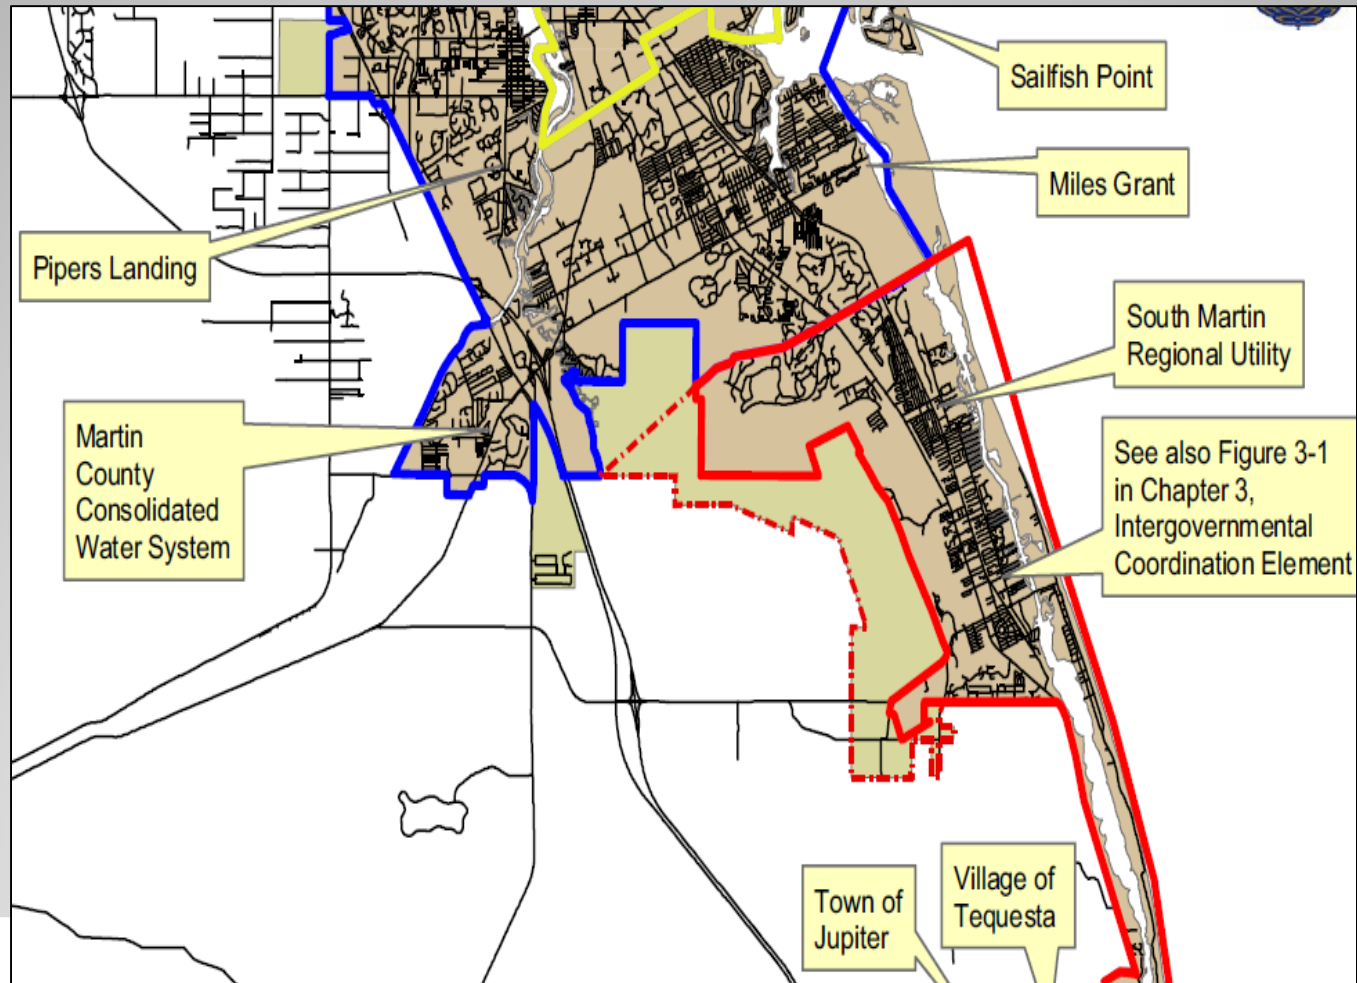 Sailfish Point
Miles Grant
Pipers Landing
South Martin
Regional Utility
Martin
County
Consolidated
Water System
See also Figure 3-1
in Chapter 3,
Intergovernmental
Coordination Element
Town of
Jupiter
Village of
Tequesta